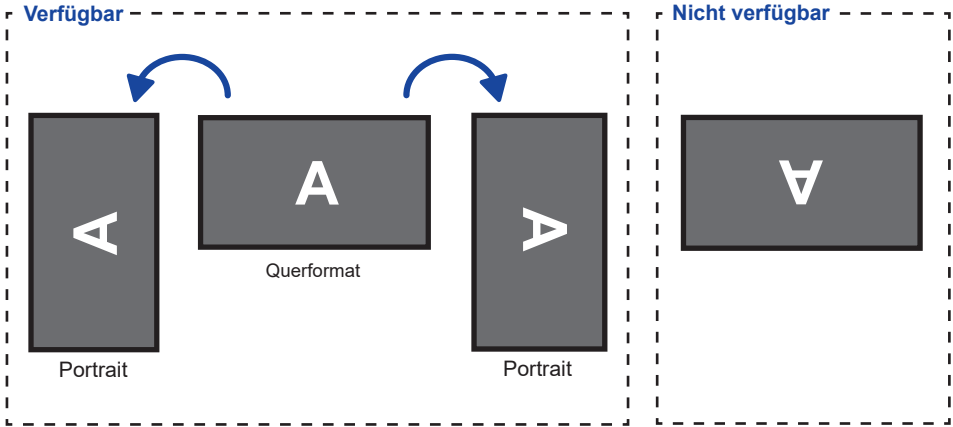 Verfügbar
Nicht verfügbar
A
A
A
A
Querformat
Portrait
Portrait